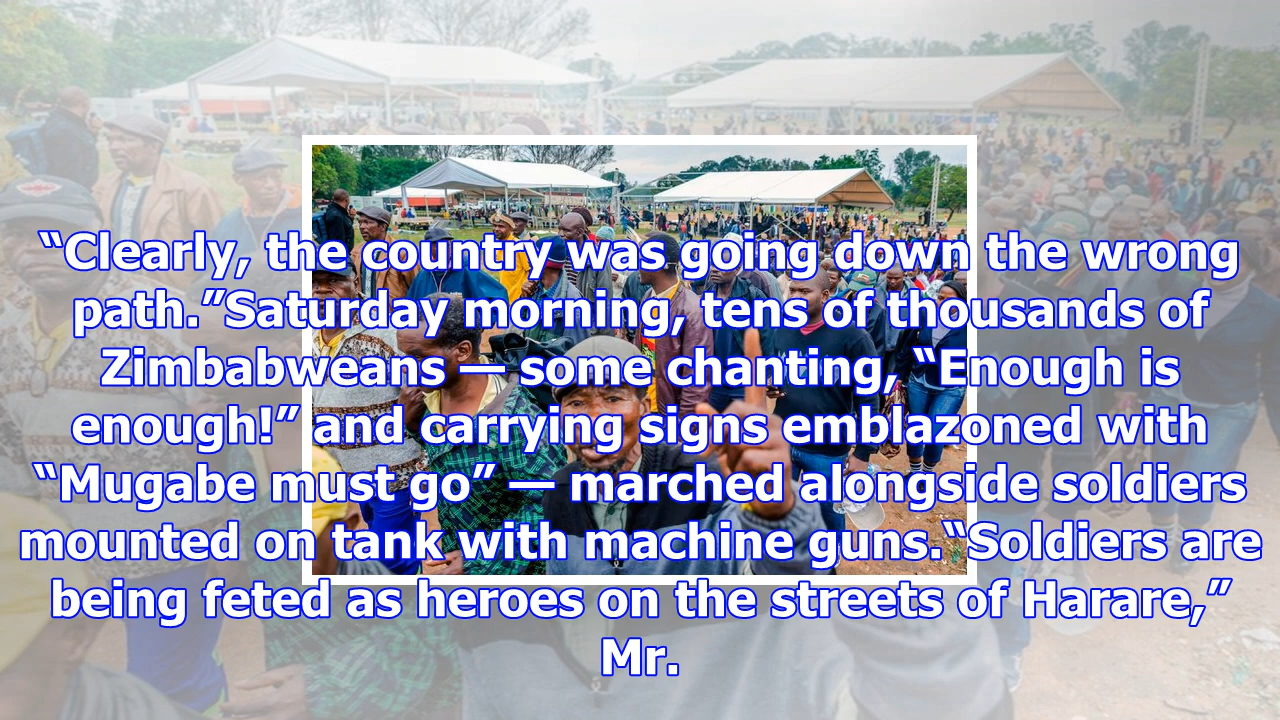 “Clearly, the country was going down the wrong
path.”Saturday morning, tens of thousands of
Zimbabweans — some chanting, “Enough is
enough!” and carrying signs emblazoned with
“Mugabe must go” — marched alongside soldiers
mounted on tank with machine guns.“Soldiers are
being feted as heroes on the streets of Harare,”
Mr.